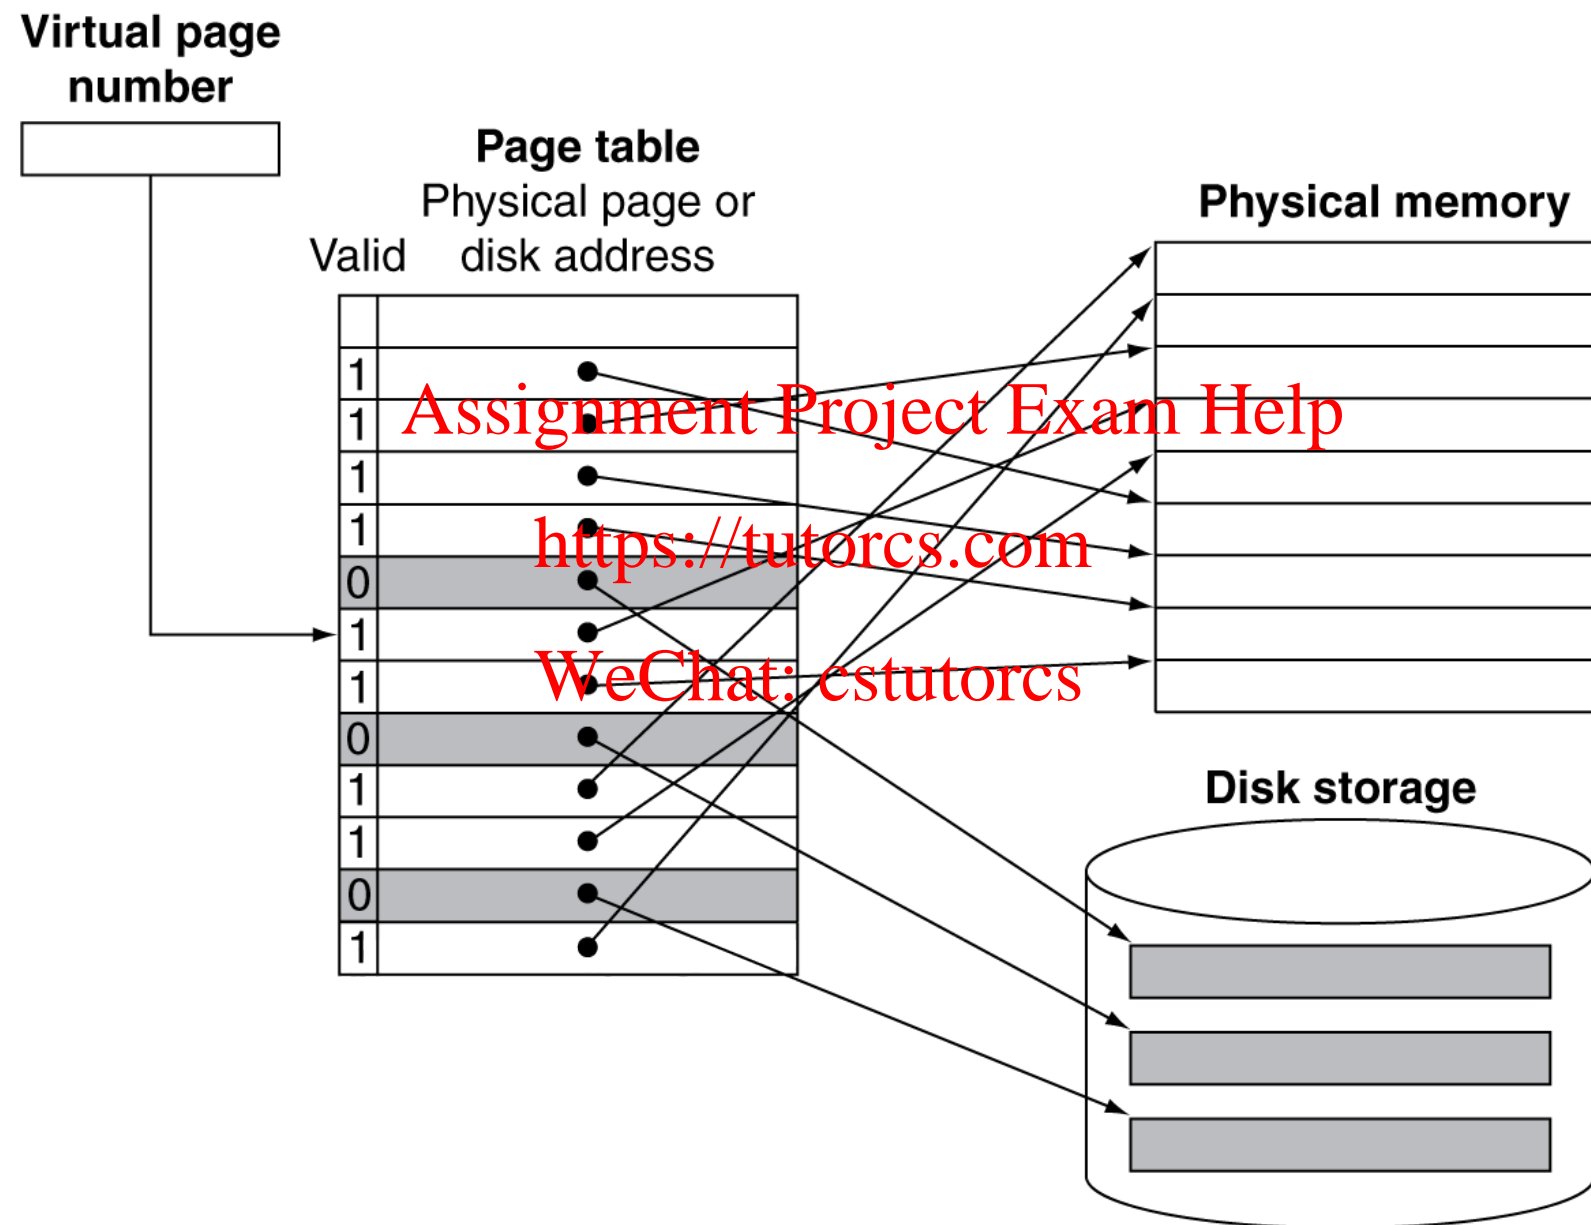 Virtual page
number
Page table
Physical page or
Valid disk address
Physical memory
1
1
1
1
0
1
1
0
1
1
0
1
Assignment Project Exam Help
https://tutorcs.com
WeChat: cstutorcs
Disk storage